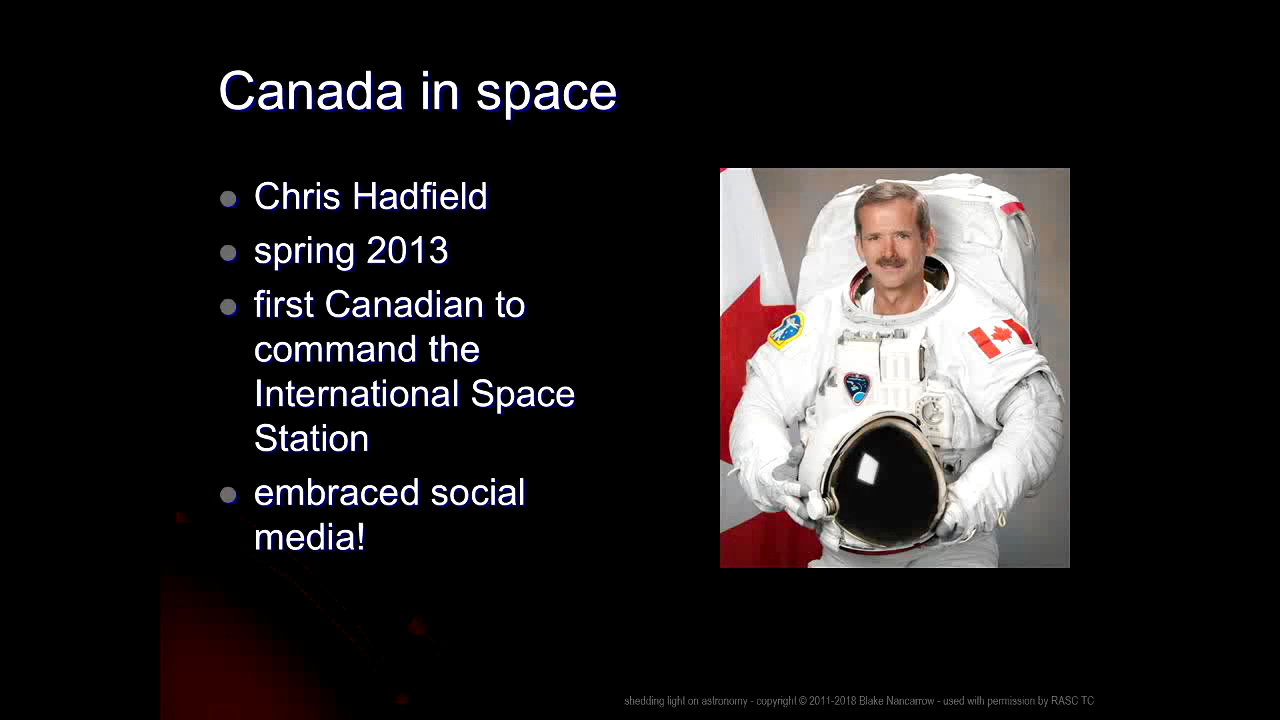 Canada in space
Chris Hadfield
spring 2013
first Canadian to
command the
International Space
Station
embraced social
media!
shedding light on astronomy - copyright © 2011-2018 Blake Nancarrow - used with permission by RASC TC